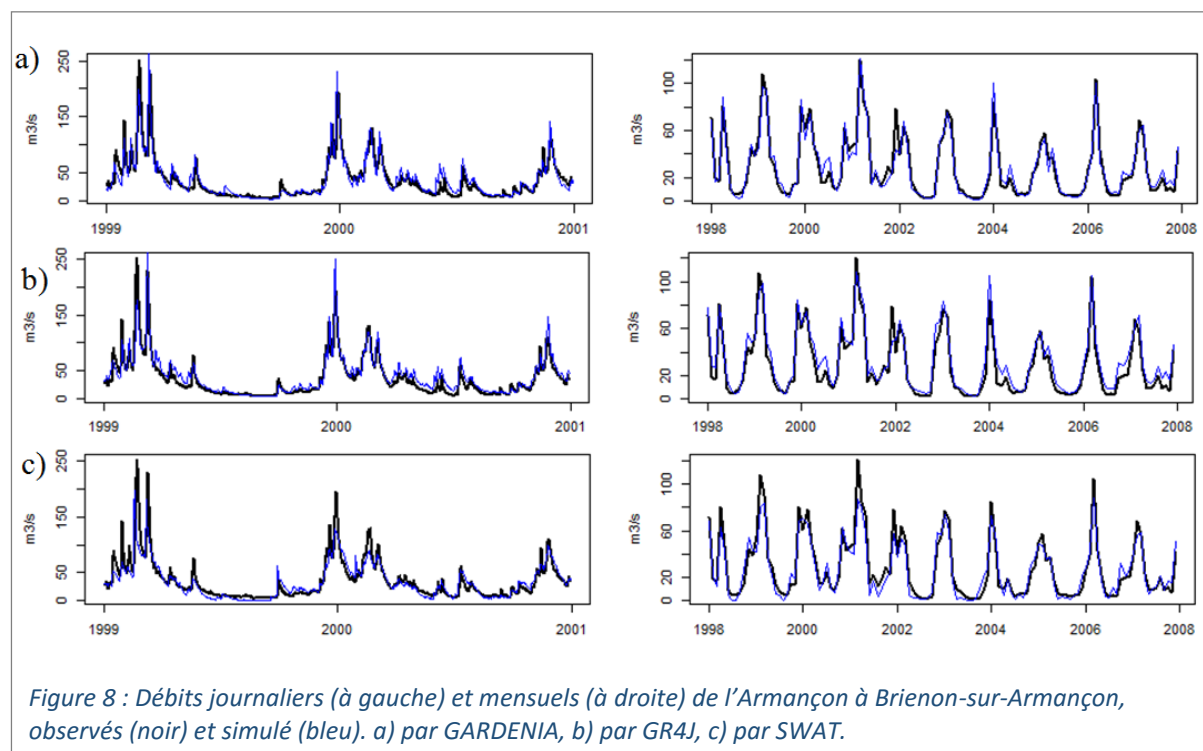 a)
m3/s
0 50 150 250
1999 2000 2001
m3/s
0 20 60 100
1998 2000 2002 2004 2006 2008
b)
m3/s
0 50 150 250
1999 2000 2001
m3/s
0 20 60 100
1998 2000 2002 2004 2006 2008
c)
m3/s
0 50 150 250
1999 2000 2001
m3/s
0 20 60 100
1998 2000 2002 2004 2006 2008
Figure 8 : Débits journaliers (à gauche) et mensuels (à droite) de l’Armançon à Brienon-sur-Armançon,
observés (noir) et simulé (bleu). a) par GARDENIA, b) par GR4J, c) par SWAT.